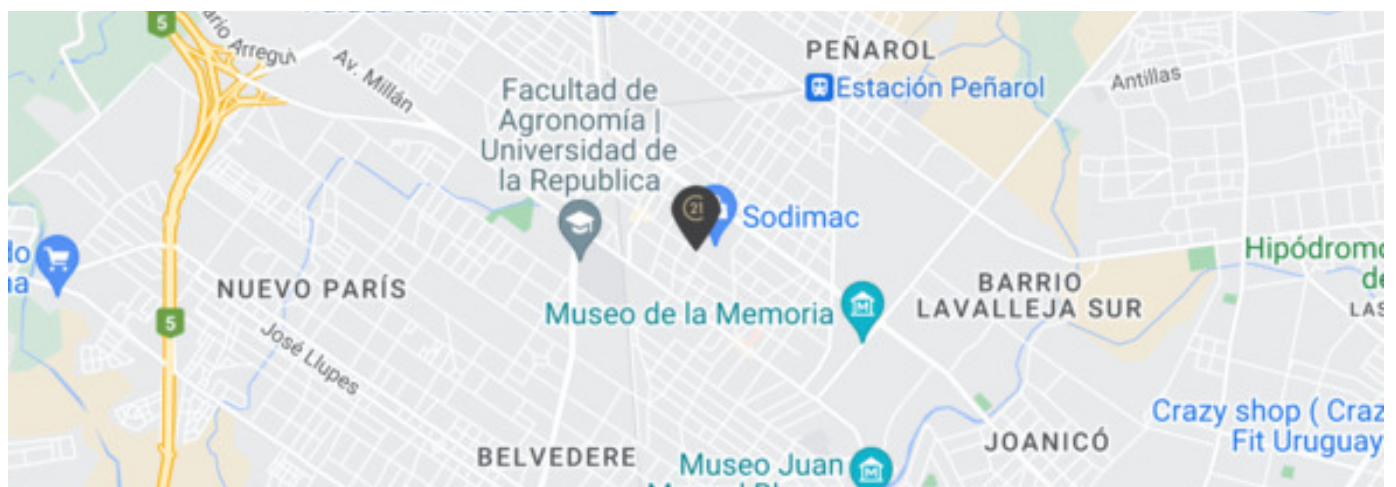 5
Av. Millán
PEÑAROL
Estación Peñarol
Antillas
Facultad de
Agronomía |
Universidad de
la Republica
21
Sodimac
NUEVO PARÍS
5
José Llupes
Museo de la Memoria
BARRIO
LAVALLEJA SUR
Hipódromo
de
LAS
BELVEDERE
Museo Juan
JOANICÓ
Crazy shop ( Craz
Fit Uruguay